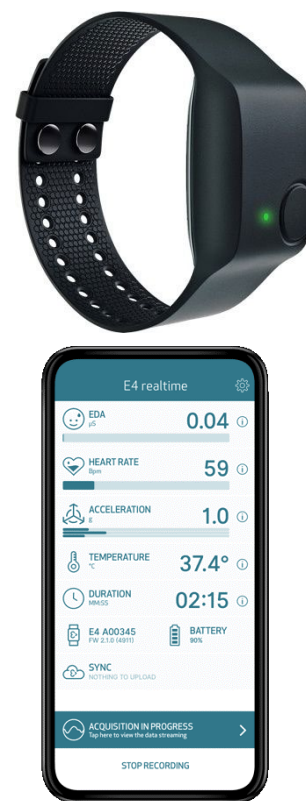 E4 realtime
EDA
µS
0.04
HEART RATE
Bpm
59
ACCELERATION
g
1.0
TEMPERATURE
°C
37.4°
DURATION
MM:SS
02:15
E4 A00345
FW 2.1.0 (4911)
BATTERY
90%
SYNC
NOTHING TO UPLOAD
ACQUISITION IN PROGRESS
Tap here to view the data streaming
STOP RECORDING